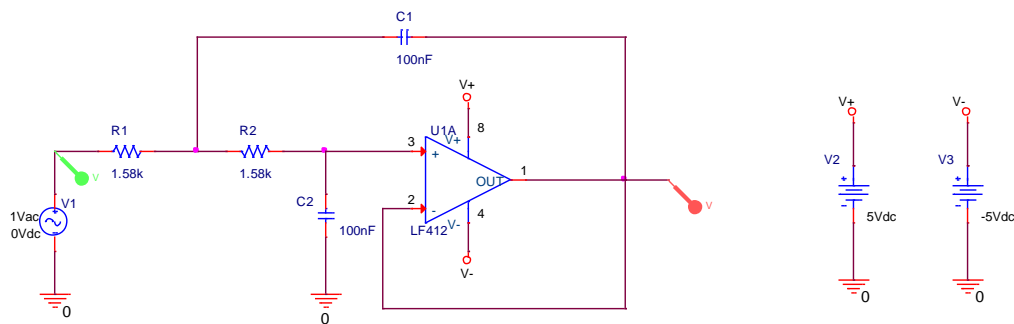 C1
100nF
V+
V+
V-
R1
R2
3
U1A
8
V+
+
V2
V3
1.58k
1.58k
1
OUT
+
+
V
C2
2
-
4
-
-
V
1Vac
0Vdc
V1
+
-
100nF
LF412
V-
5Vdc
-5Vdc
V-
0
0
0
0